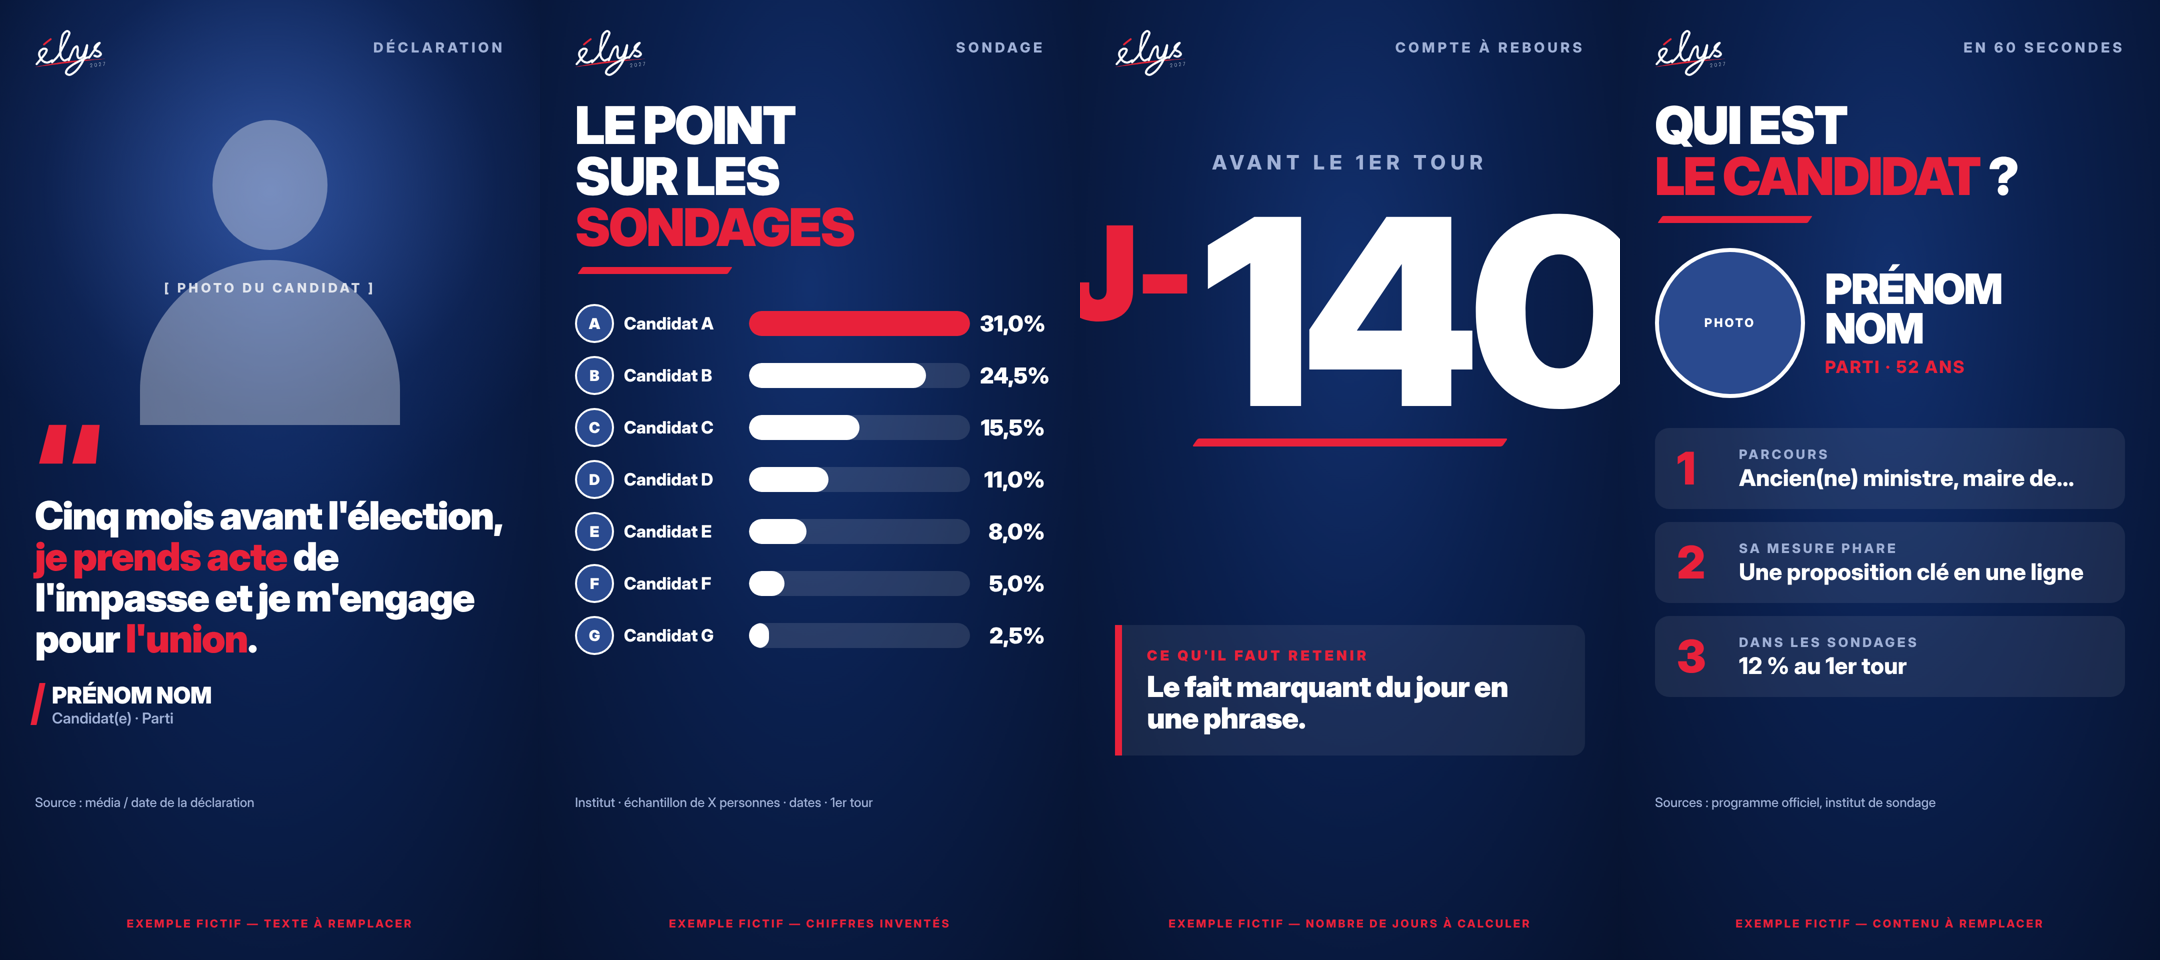 élys
2027
DÉCLARATION
[ PHOTO DU CANDIDAT ]
"
Cinq mois avant l'élection,
je prends acte de
l'impasse et je m'engage
pour l'union.
PRÉNOM NOM
Candidat(e) · Parti
Source : média / date de la déclaration
EXEMPLE FICTIF — TEXTE À REMPLACER
élys
2027
SONDAGE
LE POINT
SUR LES
SONDAGES
A Candidat A 31,0%
B Candidat B 24,5%
C Candidat C 15,5%
D Candidat D 11,0%
E Candidat E 8,0%
F Candidat F 5,0%
G Candidat G 2,5%
Institut · échantillon de X personnes · dates · 1er tour
EXEMPLE FICTIF — CHIFFRES INVENTÉS
élys
2027
COMPTE À REBOURS
AVANT LE 1ER TOUR
J-140
CE QU'IL FAUT RETENIR
Le fait marquant du jour en
une phrase.
EXEMPLE FICTIF — NOMBRE DE JOURS À CALCULER
élys
2027
EN 60 SECONDES
QUI EST
LE CANDIDAT ?
PHOTO
PRÉNOM
NOM
PARTI · 52 ANS
1
PARCOURS
Ancien(ne) ministre, maire de...
2
SA MESURE PHARE
Une proposition clé en une ligne
3
DANS LES SONDAGES
12 % au 1er tour
Sources : programme officiel, institut de sondage
EXEMPLE FICTIF — CONTENU À REMPLACER